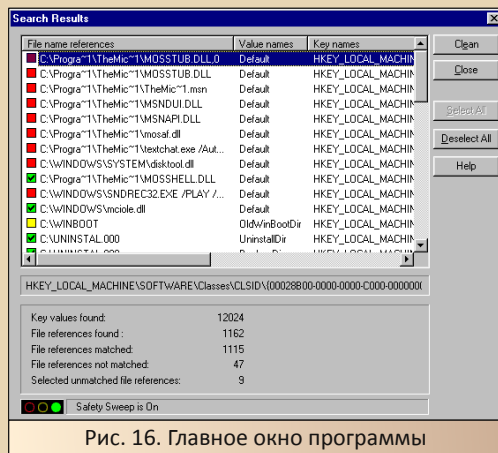 Search Results
File name references Value names Key names
C:\Progra~1\TheMic~1\MOSSTUB.DLL,0 Default HKEY_LOCAL_MACHIN
C:\Progra~1\TheMic~1\MOSSTUB.DLL Default HKEY_LOCAL_MACHIN
C:\Progra~1\TheMic~1\TheMic~1.msn Default HKEY_LOCAL_MACHIN
C:\Progra~1\TheMic~1\MSNDUI.DLL Default HKEY_LOCAL_MACHIN
C:\Progra~1\TheMic~1\MSNAPI.DLL Default HKEY_LOCAL_MACHIN
C:\Progra~1\TheMic~1\mosaf.dll Default HKEY_LOCAL_MACHIN
C:\Progra~1\TheMic~1\textchat.exe /Aut... Default HKEY_LOCAL_MACHIN
C:\WINDOWS\SYSTEM\disktool.dll Default HKEY_LOCAL_MACHIN
C:\Progra~1\TheMic~1\MOSSHELL.DLL Default HKEY_LOCAL_MACHIN
C:\WINDOWS\SNDREC32.EXE /PLAY /... Default HKEY_LOCAL_MACHIN
C:\WINDOWS\mciole.dll Default HKEY_LOCAL_MACHIN
C:\WINBOOT OldWinBootDir HKEY_LOCAL_MACHIN
C:\UNINSTAL.000 UninstallDir HKEY_LOCAL_MACHIN
Clean
Close
Select All
Deselect All
Help
HKEY_LOCAL_MACHINE\SOFTWARE\Classes\CLSID\{00028B00-0000-0000-C000-0000000
Key values found: 12024
File references found : 1162
File references matched: 1115
File references not matched: 47
Selected unmatched file references: 9
Safety Sweep is On
Рис. 16. Главное окно программы